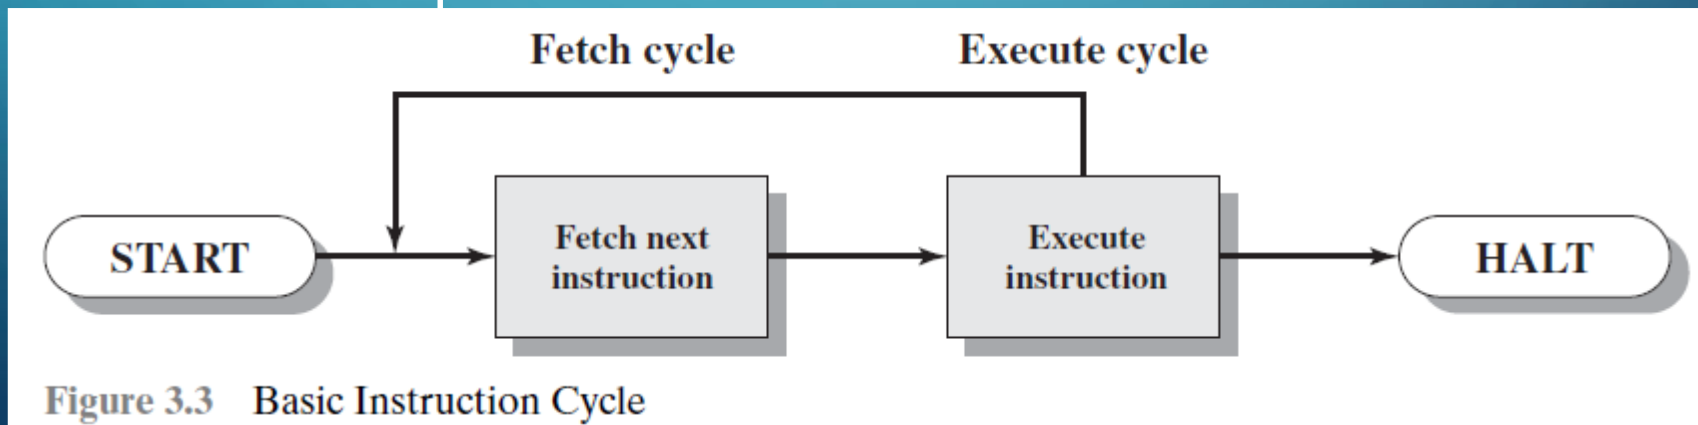 Fetch cycle
Execute cycle
START
Fetch next
instruction
Execute
instruction
HALT
Figure 3.3 Basic Instruction Cycle